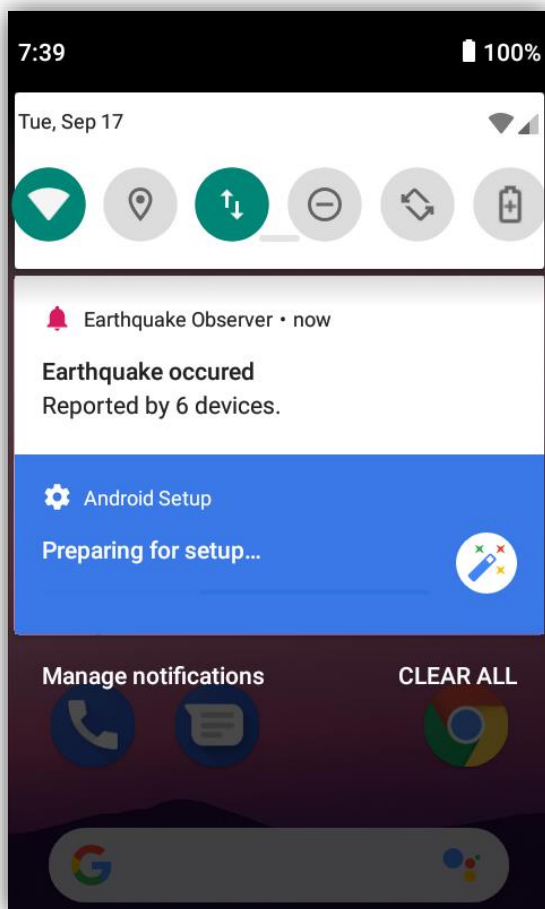 7:39 100%
Tue, Sep 17
Earthquake Observer • now
Earthquake occured
Reported by 6 devices.
Android Setup
Preparing for setup...
Manage notifications CLEAR ALL